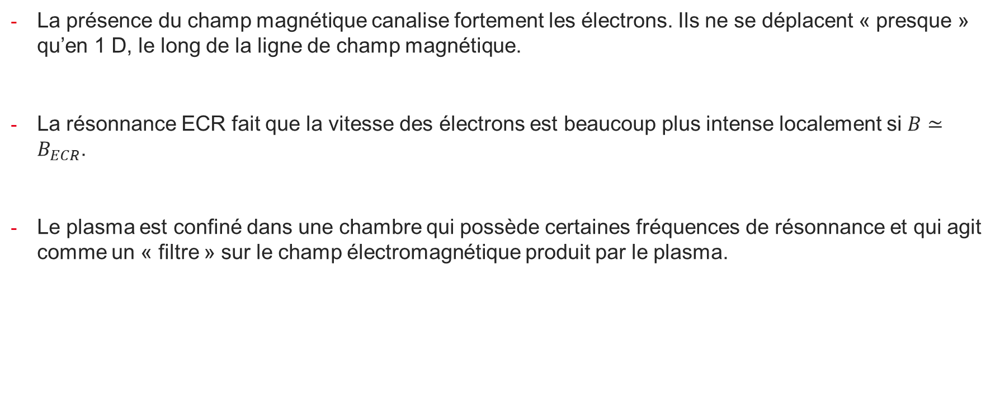 - La présence du champ magnétique canalise fortement les électrons. Ils ne se déplacent « presque »
qu’en 1 D, le long de la ligne de champ magnétique.
- La résonnance ECR fait que la vitesse des électrons est beaucoup plus intense localement si B ≃
B_ECR.
- Le plasma est confiné dans une chambre qui possède certaines fréquences de résonnance et qui agit
comme un « filtre » sur le champ électromagnétique produit par le plasma.